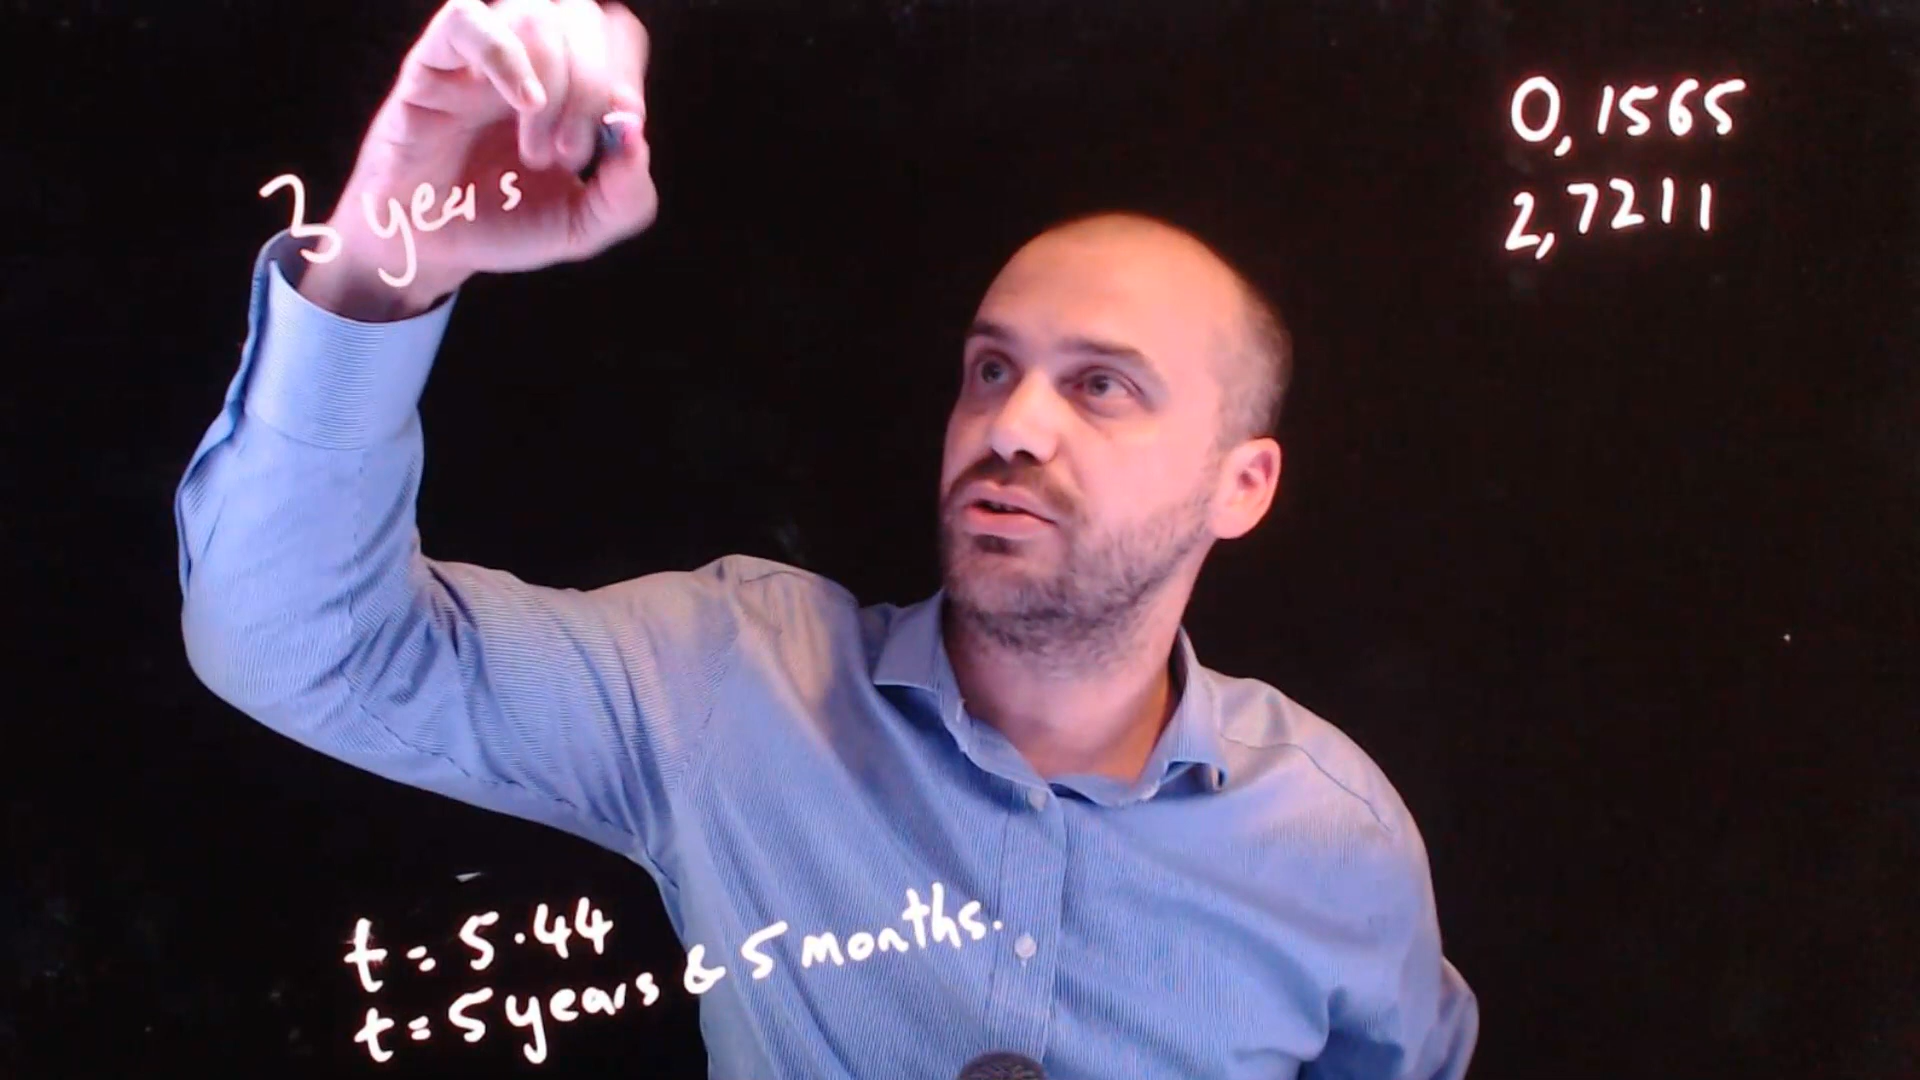 3 years
0,1565
2,7211
t = 5.44
t = 5 years & 5 months.